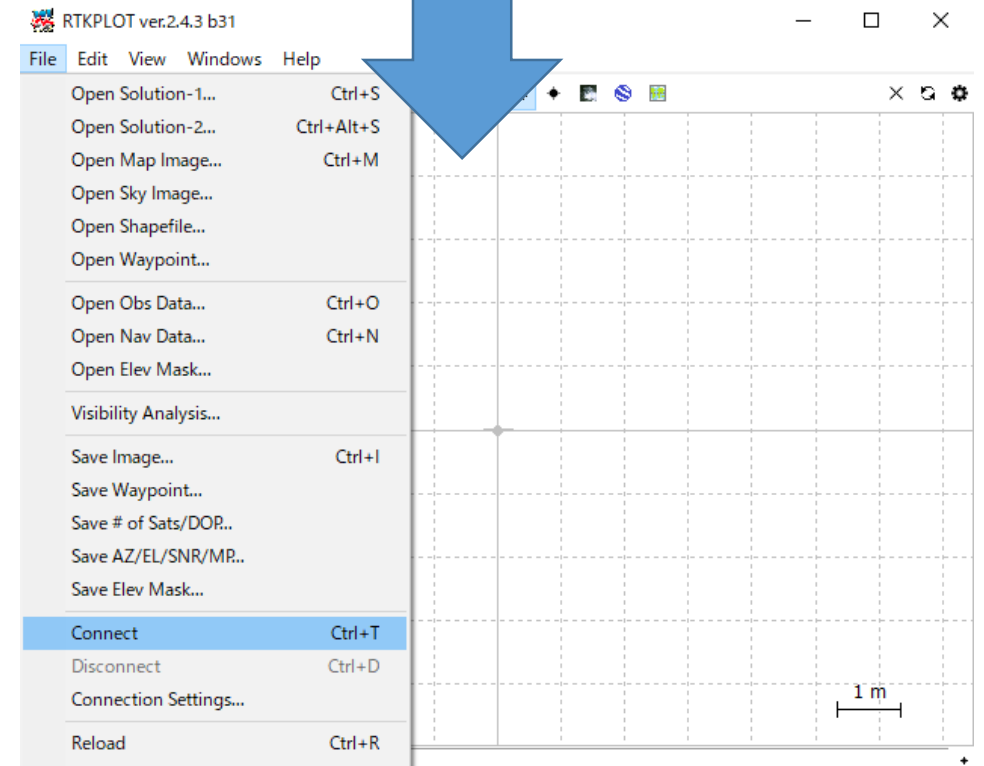 RTKPLOT ver.2.4.3 b31
File Edit View Windows Help
Open Solution-1... Ctrl+S
Open Solution-2... Ctrl+Alt+S
Open Map Image... Ctrl+M
Open Sky Image...
Open Shapefile...
Open Waypoint...
Open Obs Data... Ctrl+O
Open Nav Data... Ctrl+N
Open Elev Mask...
Visibility Analysis...
Save Image... Ctrl+I
Save Waypoint...
Save # of Sats/DOP...
Save AZ/EL/SNR/MP...
Save Elev Mask...
Connect Ctrl+T
Disconnect Ctrl+D
Connection Settings...
1 m
Reload Ctrl+R